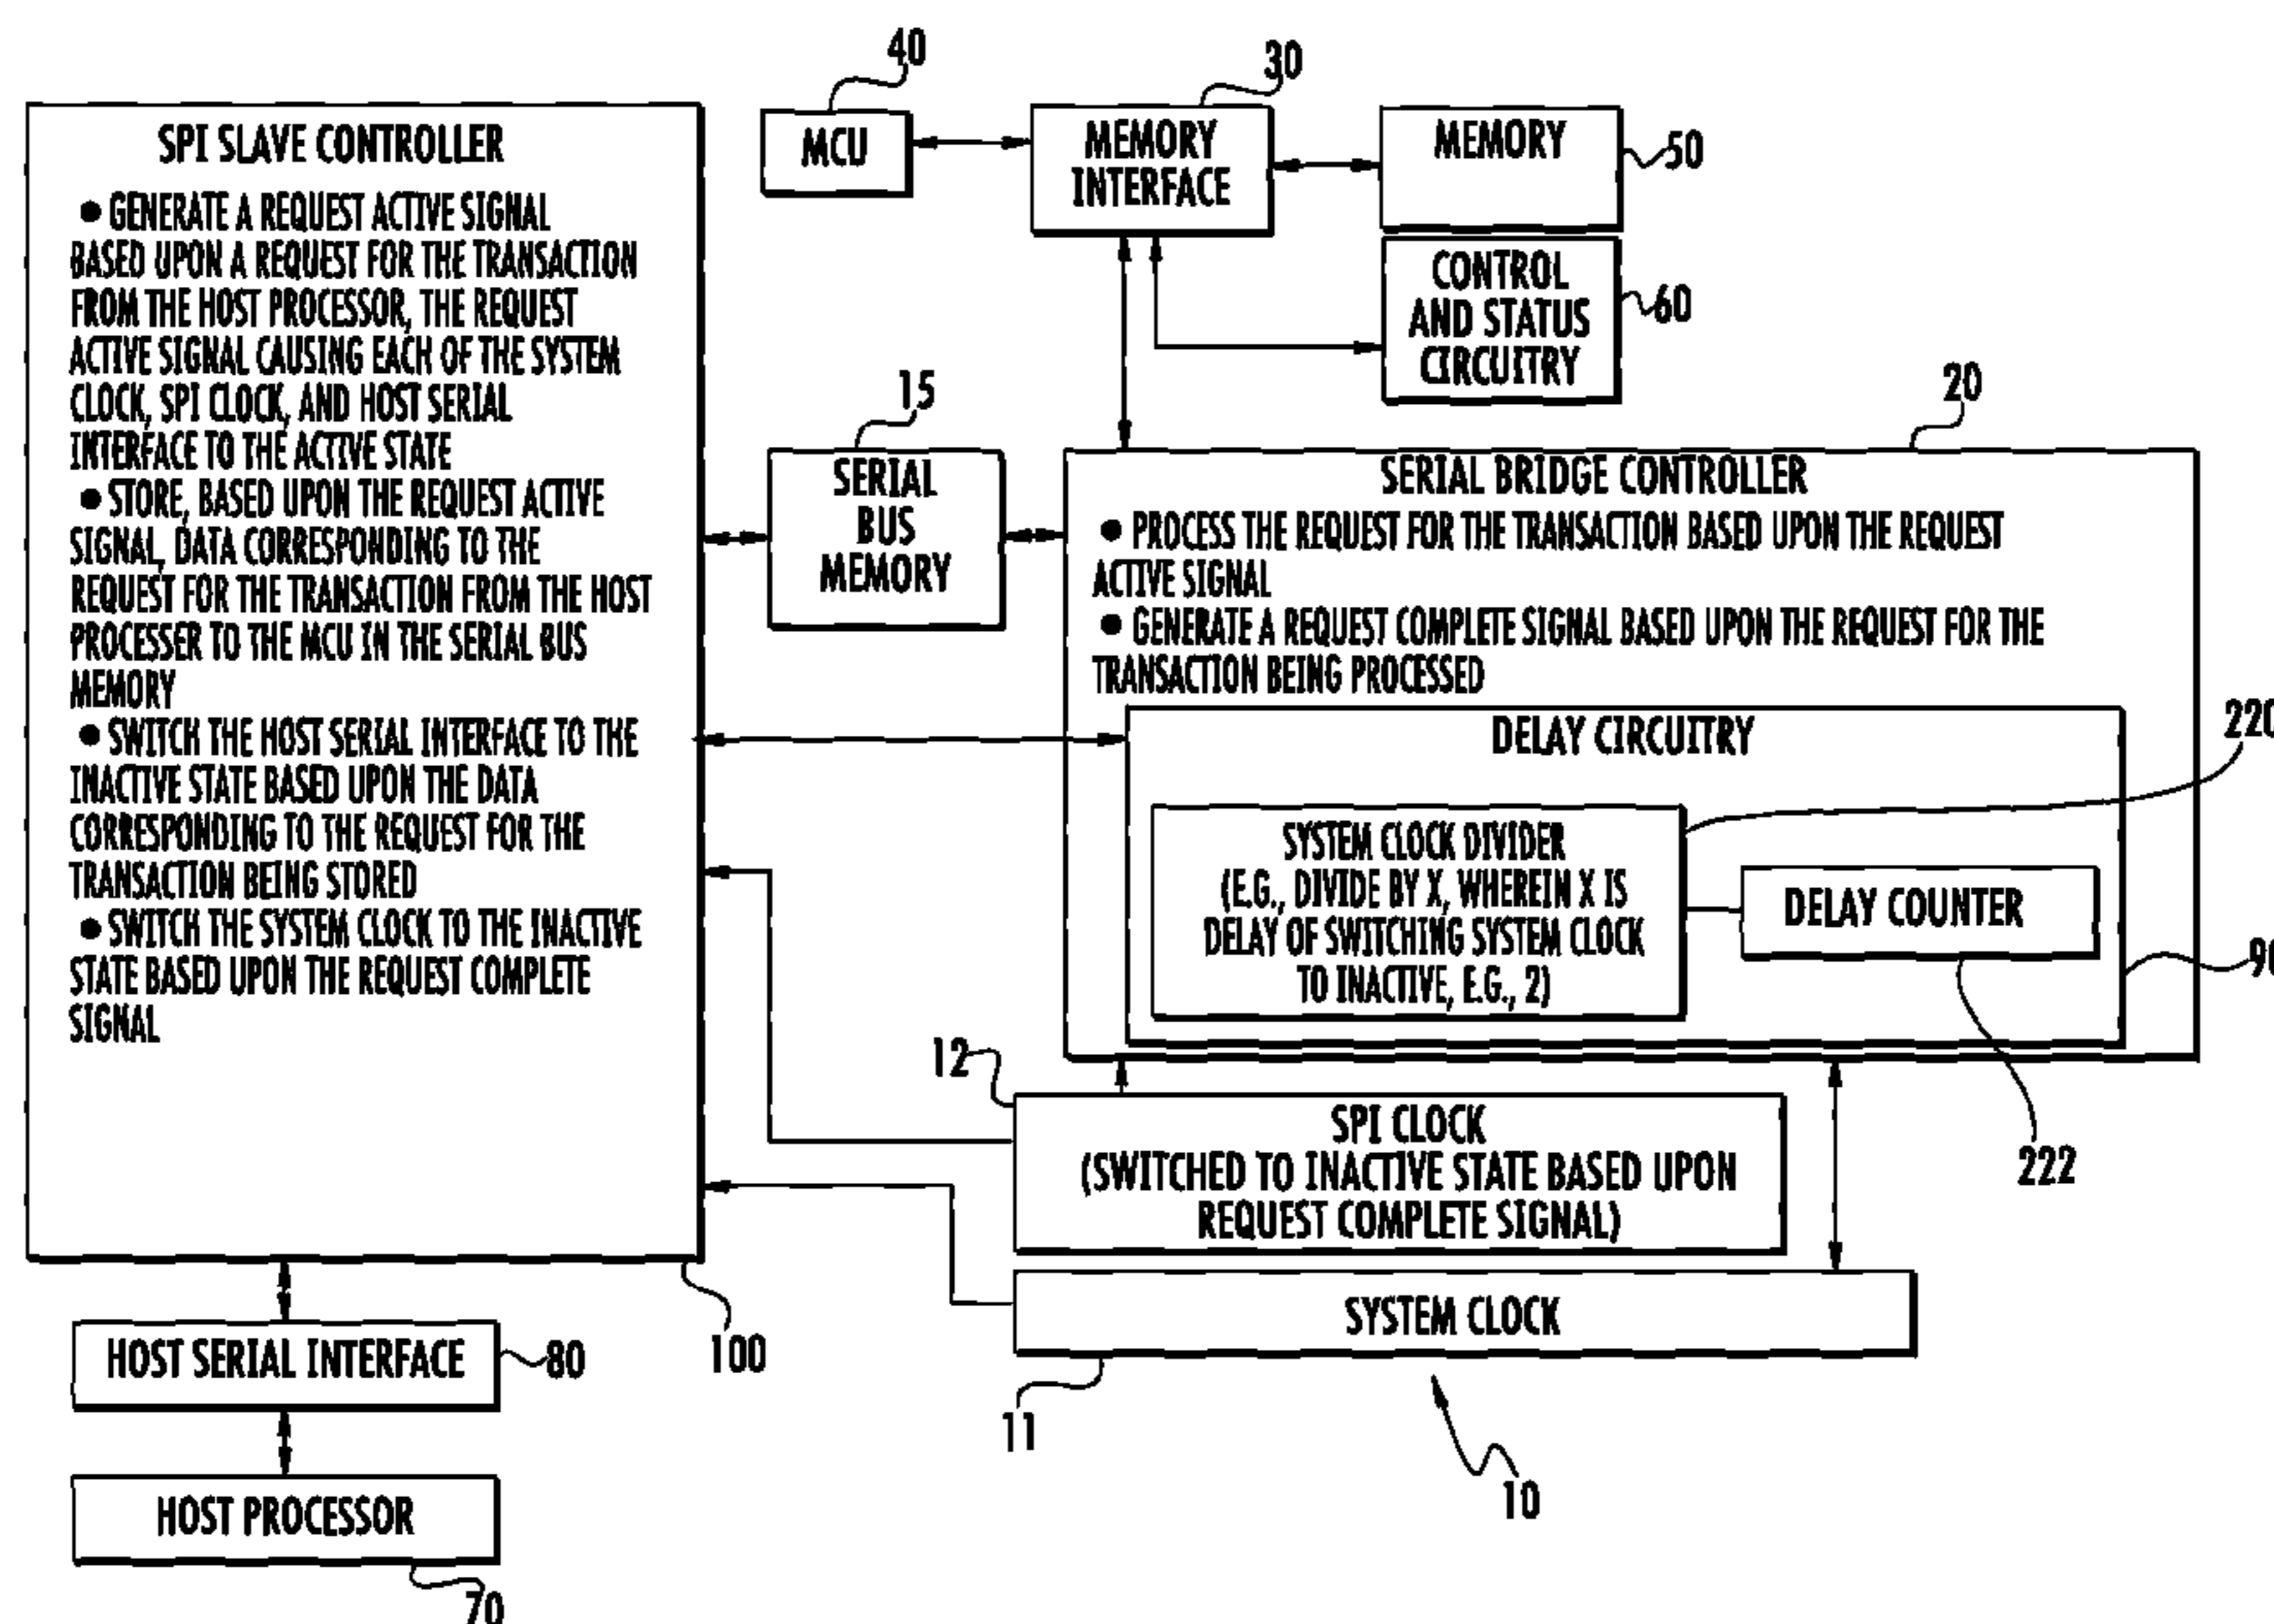 40
30
MCU
MEMORY
INTERFACE
MEMORY
50
CONTROL
AND STATUS
CIRCUITRY
60
SPI SLAVE CONTROLLER
● GENERATE A REQUEST ACTIVE SIGNAL
BASED UPON A REQUEST FOR THE TRANSACTION
FROM THE HOST PROCESSOR, THE REQUEST
ACTIVE SIGNAL CAUSING EACH OF THE SYSTEM
CLOCK, SPI CLOCK, AND HOST SERIAL
INTERFACE TO THE ACTIVE STATE
● STORE, BASED UPON THE REQUEST ACTIVE
SIGNAL, DATA CORRESPONDING TO THE
REQUEST FOR THE TRANSACTION FROM THE HOST
PROCESSER TO THE MCU IN THE SERIAL BUS
MEMORY
● SWITCH THE HOST SERIAL INTERFACE TO THE
INACTIVE STATE BASED UPON THE DATA
CORRESPONDING TO THE REQUEST FOR THE
TRANSACTION BEING STORED
● SWITCH THE SYSTEM CLOCK TO THE INACTIVE
STATE BASED UPON THE REQUEST COMPLETE
SIGNAL
15
SERIAL
BUS
MEMORY
20
SERIAL BRIDGE CONTROLLER
● PROCESS THE REQUEST FOR THE TRANSACTION BASED UPON THE REQUEST
ACTIVE SIGNAL
● GENERATE A REQUEST COMPLETE SIGNAL BASED UPON THE REQUEST FOR THE
TRANSACTION BEING PROCESSED
DELAY CIRCUITRY
220
SYSTEM CLOCK DIVIDER
(E.G., DIVIDE BY X, WHEREIN X IS
DELAY OF SWITCHING SYSTEM CLOCK
TO INACTIVE, E.G., 2)
DELAY COUNTER
90
222
12
SPI CLOCK
(SWITCHED TO INACTIVE STATE BASED UPON
REQUEST COMPLETE SIGNAL)
SYSTEM CLOCK
11
10
100
HOST SERIAL INTERFACE
80
HOST PROCESSOR
70